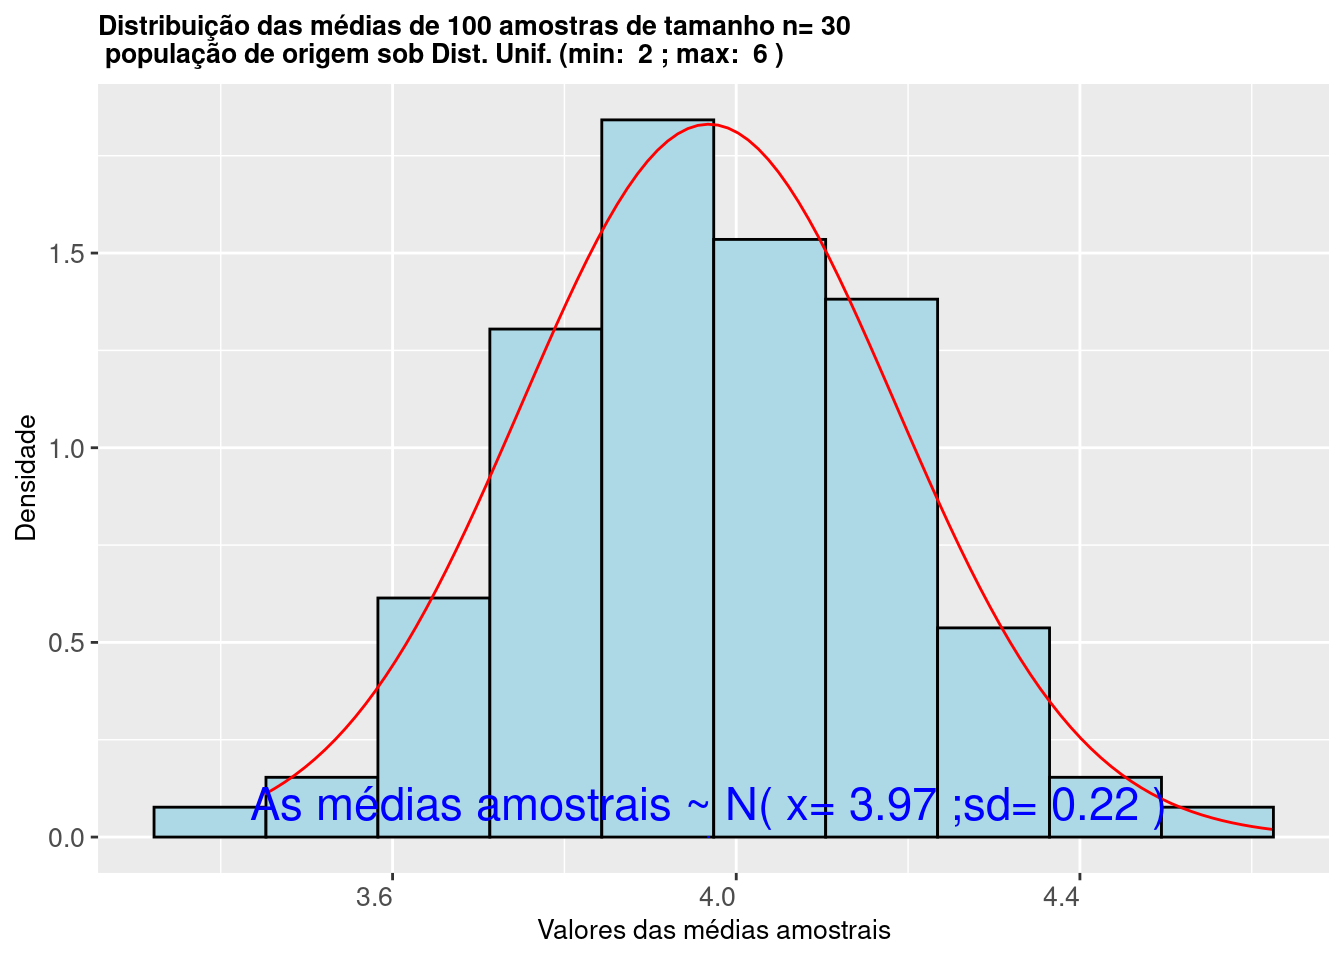 Distribuição das médias de 100 amostras de tamanho n= 30
população de origem sob Dist. Unif. (min:  2 ; max:  6 )
1.5
1.0
0.5
0.0
Densidade
As médias amostrais ~ N( x= 3.97 ;sd= 0.22 )
3.6
4.0
4.4
Valores das médias amostrais